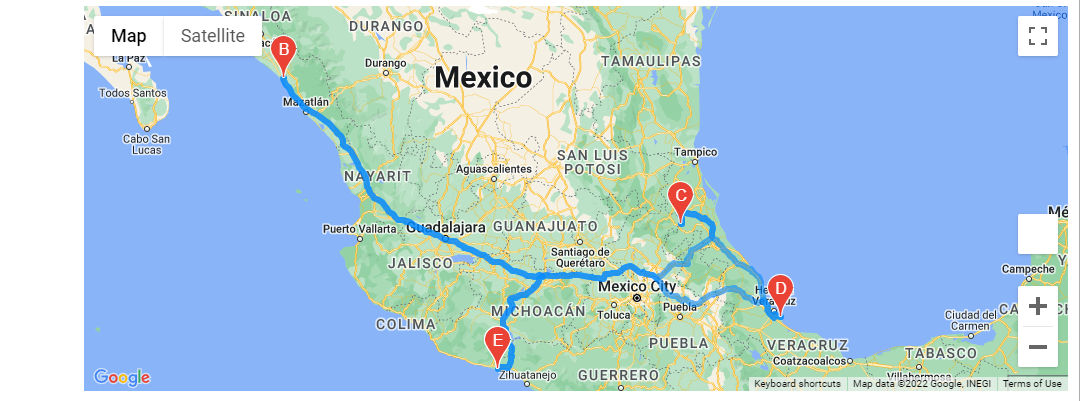 Mexico
SINALOA
DURANGO
Map
Satellite
B
La Paz
Durango
Mexico
TAMAULIPAS
Todos Santos
Mazatlán
Cabo San
Lucas
Tampico
SAN LUIS
POTOSI
Aguascalientes
NAYARIT
C
Puerto Vallarta
Guadalajara
GUANAJUATO
Santiago de
Querétaro
JALISCO
Campeche
Mexico City
D
Puebla
MICHOACÁN
Toluca
COLIMA
Ciudad del
Carmen
E
PUEBLA
VERACRUZ
TABASCO
Coatzacoalcos
Zihuatanejo
GUERRERO
Villahermosa
Google
Keyboard shortcuts
Map data ©2022 Google, INEGI
Terms of Use